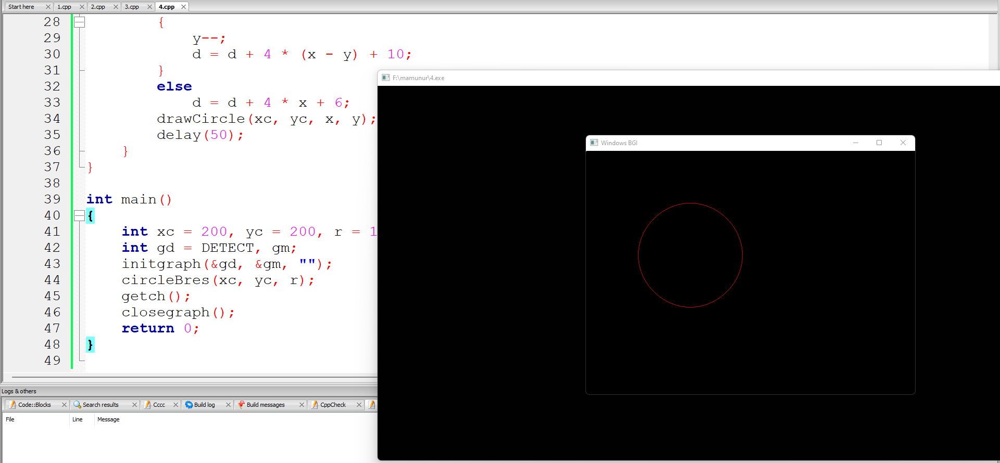 Start here 1.cpp 2.cpp 3.cpp 4.cpp
28 {
29 y--;
30 d = d + 4 * (x - y) + 10;
31 }
32 else
33 d = d + 4 * x + 6;
34 drawCircle(xc, yc, x, y);
35 delay(50);
36 }
37 }
38
39 int main()
40 {
41 int xc = 200, yc = 200, r = 1
42 int gd = DETECT, gm;
43 initgraph(&gd, &gm, "");
44 circleBres(xc, yc, r);
45 getch();
46 closegraph();
47 return 0;
48 }
49
F:\mamunur\4.exe
Windows BGI
Logs & others
Code::Blocks Search results Cccc Build log Build messages CppCheck
File Line Message